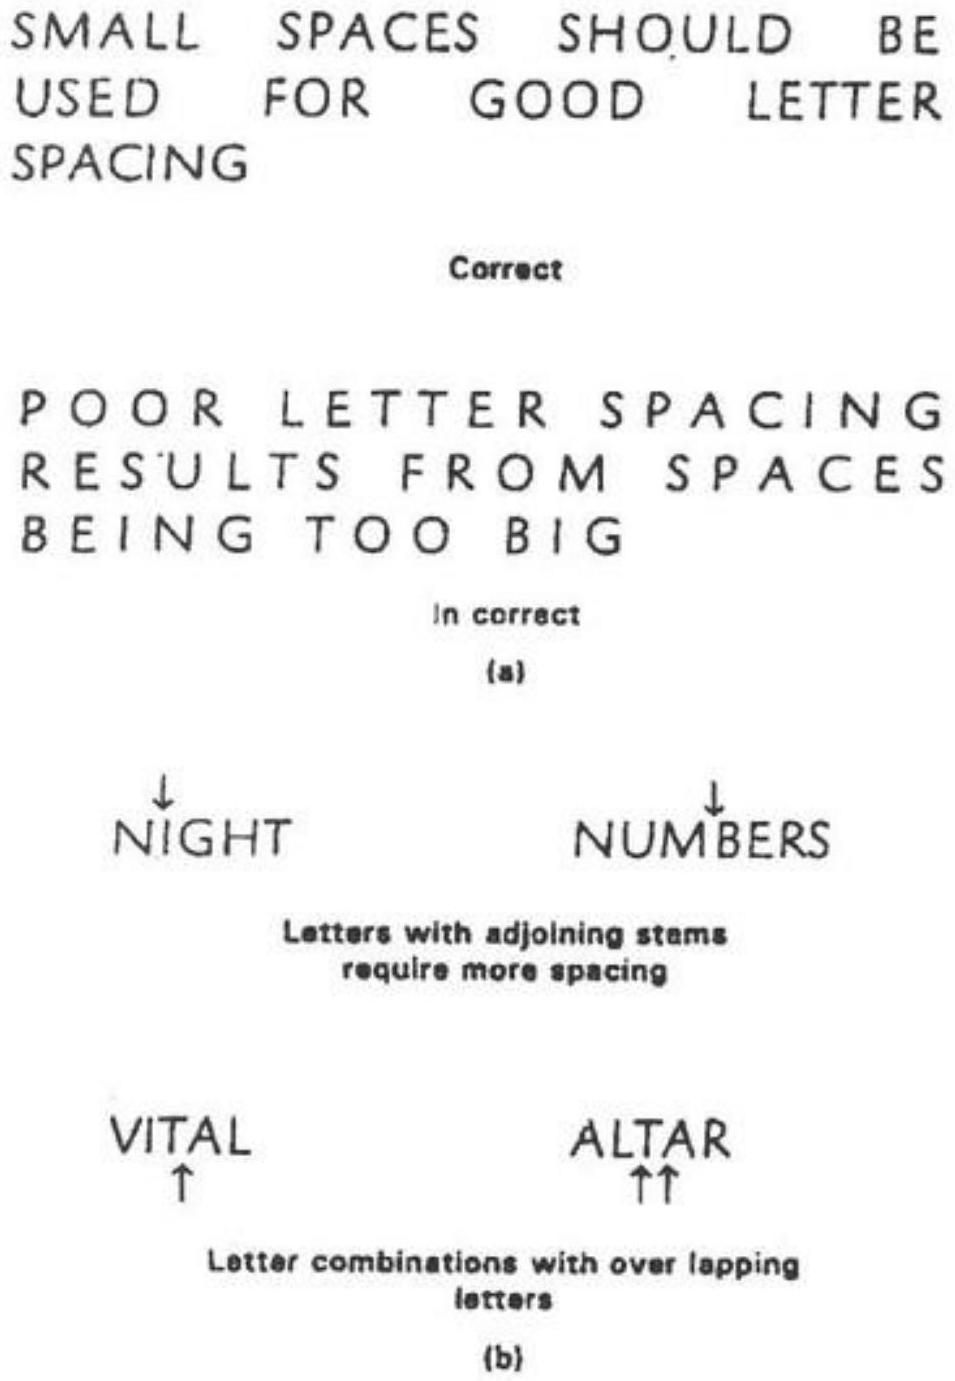 SMALL SPACES SHOULD BE
USED FOR GOOD LETTER
SPACING
Correct
POOR LETTER SPACING
RESULTS FROM SPACES
BEING TOO BIG
In correct
(a)
↓ ↓
NIGHT NUMBERS
Letters with adjoining stems
require more spacing
VITAL ALTAR
↑ ↑↑
Letter combinations with over lapping
letters
(b)